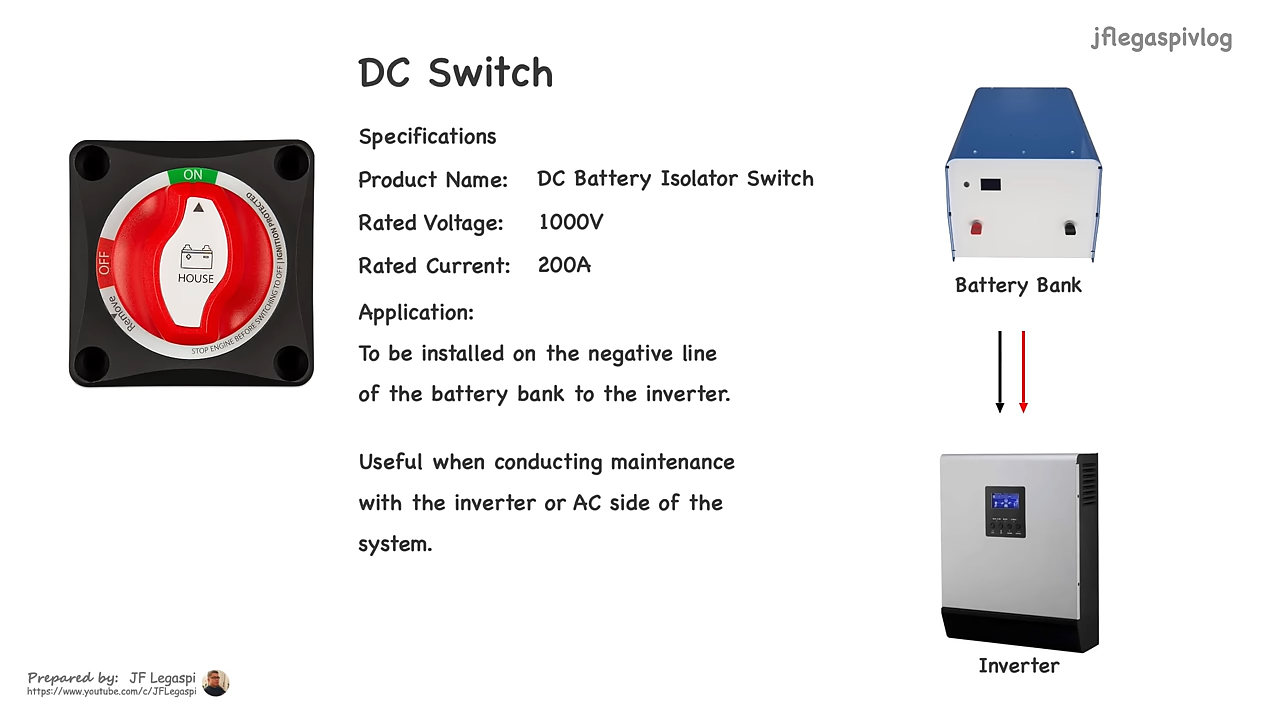 jflegaspivlog
DC Switch
Specifications
Product Name: DC Battery Isolator Switch
Rated Voltage: 1000V
Rated Current: 200A
Application:
To be installed on the negative line
of the battery bank to the inverter.
Useful when conducting maintenance
with the inverter or AC side of the
system.
ON
OFF
Remove
HOUSE
STOP ENGINE BEFORE SWITCHING TO OFF | IGNITION PROTECTED
Battery Bank
Inverter
Prepared by: JF Legaspi
https://www.youtube.com/c/JFLegaspi